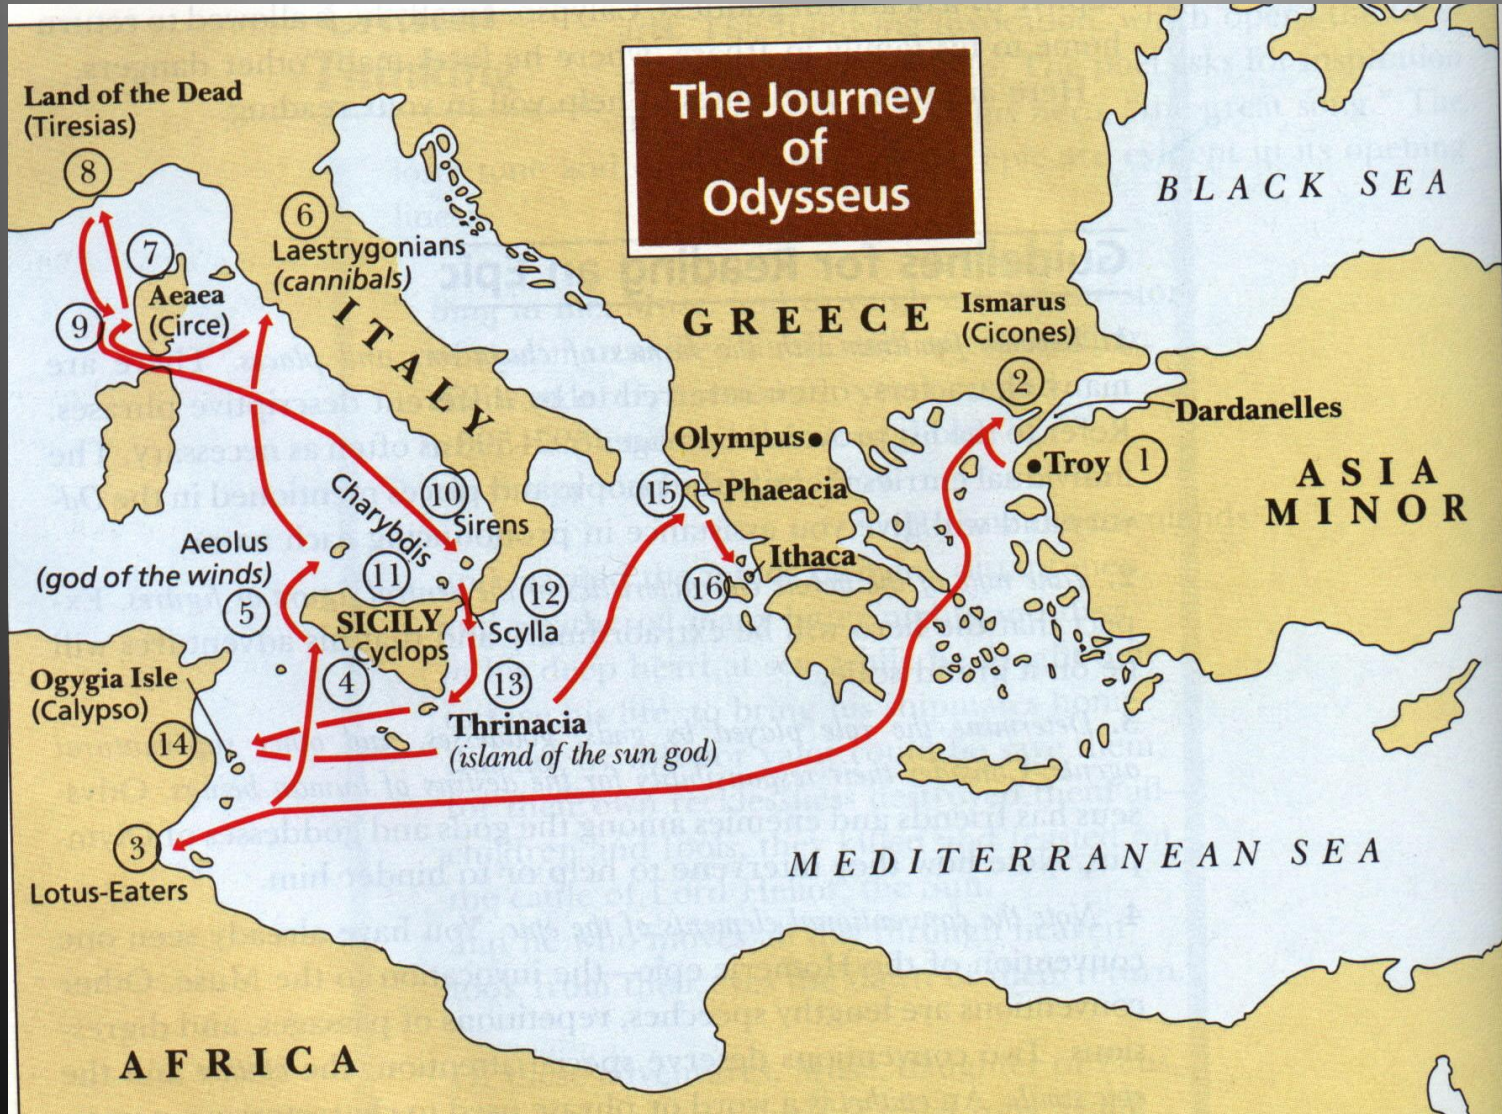 The Journey
of
Odysseus
Land of the Dead
(Tiresias)
8
7
Aeaea
(Circe)
9
6
Laestrygonians
(cannibals)
ITALY
GREECE
BLACK SEA
Ismarus
(Cicones)
2
Dardanelles
Olympus
Troy 1
ASIA
MINOR
15 Phaeacia
Ithaca
16
10
Sirens
Charybdis
11
12
Scylla
Aeolus
(god of the winds)
5
SICILY
Cyclops
4
13
Thrinacia
(island of the sun god)
Ogygia Isle
(Calypso)
14
3
Lotus-Eaters
MEDITERRANEAN SEA
AFRICA